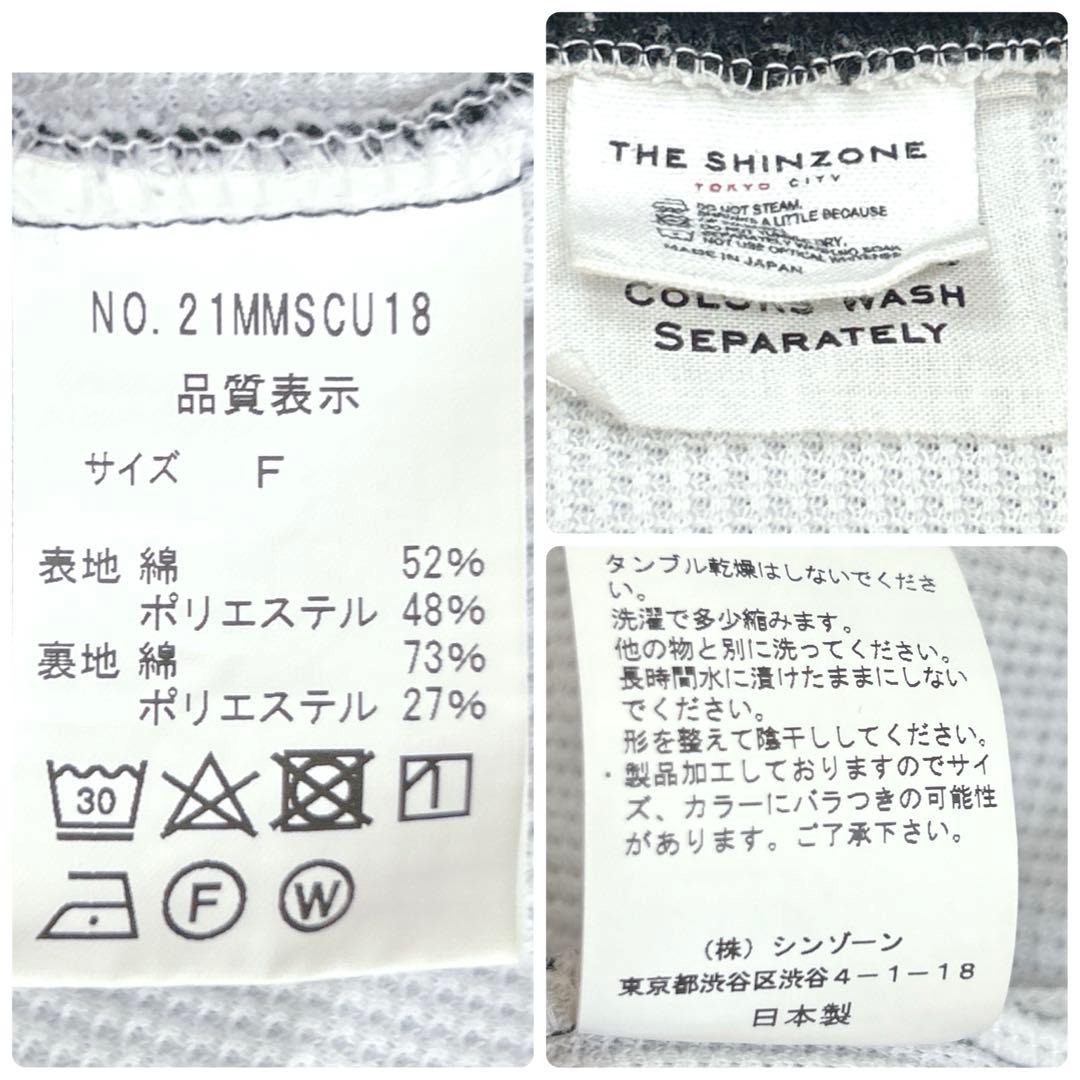 NO. 21MMSCU18
品質表示
サイズ F
表地 綿 52%
ポリエステル 48%
裏地 綿 73%
ポリエステル 27%
30
F
W
THE SHINZONE
TOKYO CITY
DO NOT STEAM.
A LITTLE BECAUSE
NOT USE OPTICAL
MADE IN JAPAN
COLORS WASH
SEPARATELY
タンブル乾燥はしないでくださ
い。
洗濯で多少縮みます。
他の物と別に洗ってください。
長時間水に漬けたままにしない
でください。
形を整えて陰干ししてください。
・製品加工しておりますのでサイ
ズ、カラーにバラつきの可能性
があります。ご了承下さい。
(株) シンゾーン
東京都渋谷区渋谷4-1-18
日本製